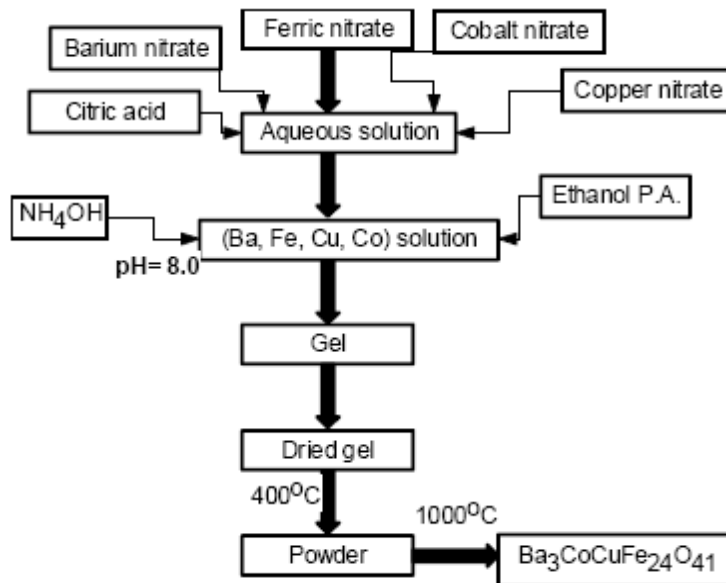 Ferric nitrate
Cobalt nitrate
Barium nitrate
Copper nitrate
Citric acid
Aqueous solution
Ethanol P.A.
NH₄OH
(Ba, Fe, Cu, Co) solution
pH= 8.0
Gel
Dried gel
400ºC
1000ºC
Powder
Ba₃CoCuFe₂₄O₄₁